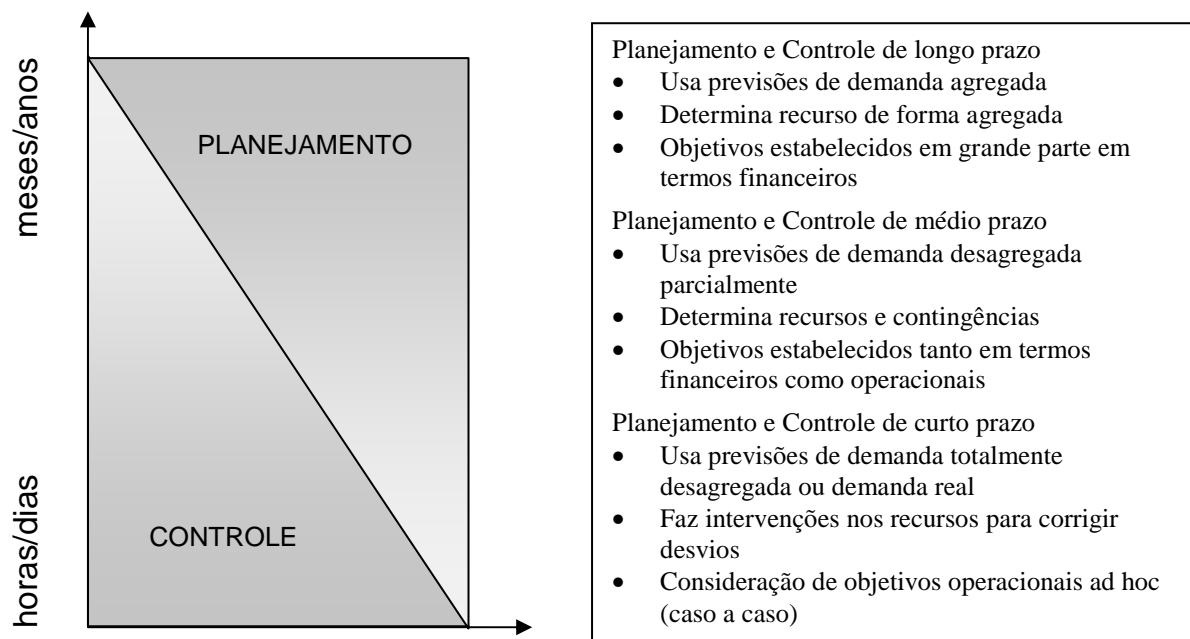 meses/anos
horas/dias
PLANEJAMENTO
CONTROLE
Planejamento e Controle de longo prazo
• Usa previsões de demanda agregada
• Determina recurso de forma agregada
• Objetivos estabelecidos em grande parte em
termos financeiros
Planejamento e Controle de médio prazo
• Usa previsões de demanda desagregada
parcialmente
• Determina recursos e contingências
• Objetivos estabelecidos tanto em termos
financeiros como operacionais
Planejamento e Controle de curto prazo
• Usa previsões de demanda totalmente
desagregada ou demanda real
• Faz intervenções nos recursos para corrigir
desvios
• Consideração de objetivos operacionais ad hoc
(caso a caso)